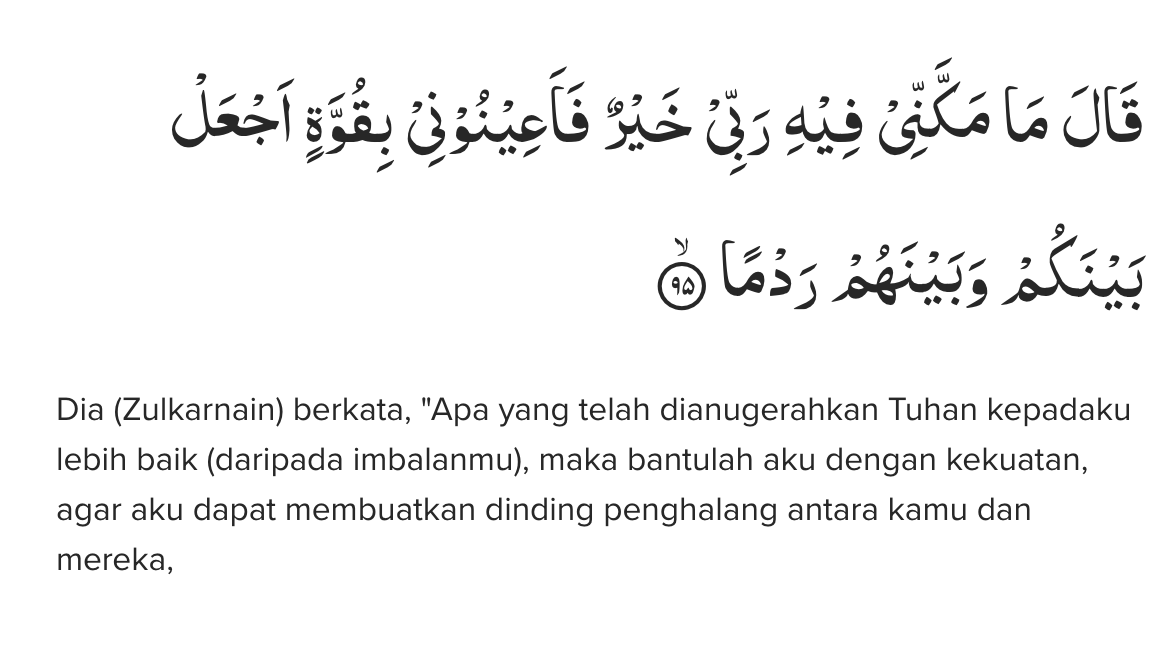 قَالَ مَا مَكَّنِّيْ فِيْهِ رَبِّيْ خَيْرٌ فَاَعِيْنُوْنِيْ بِقُوَّةٍ اَجْعَلْ
بَيْنَكُمْ وَبَيْنَهُمْ رَدْمًا ۙ ۹۵
Dia (Zulkarnain) berkata, "Apa yang telah dianugerahkan Tuhan kepadaku
lebih baik (daripada imbalanmu), maka bantulah aku dengan kekuatan,
agar aku dapat membuatkan dinding penghalang antara kamu dan
mereka,